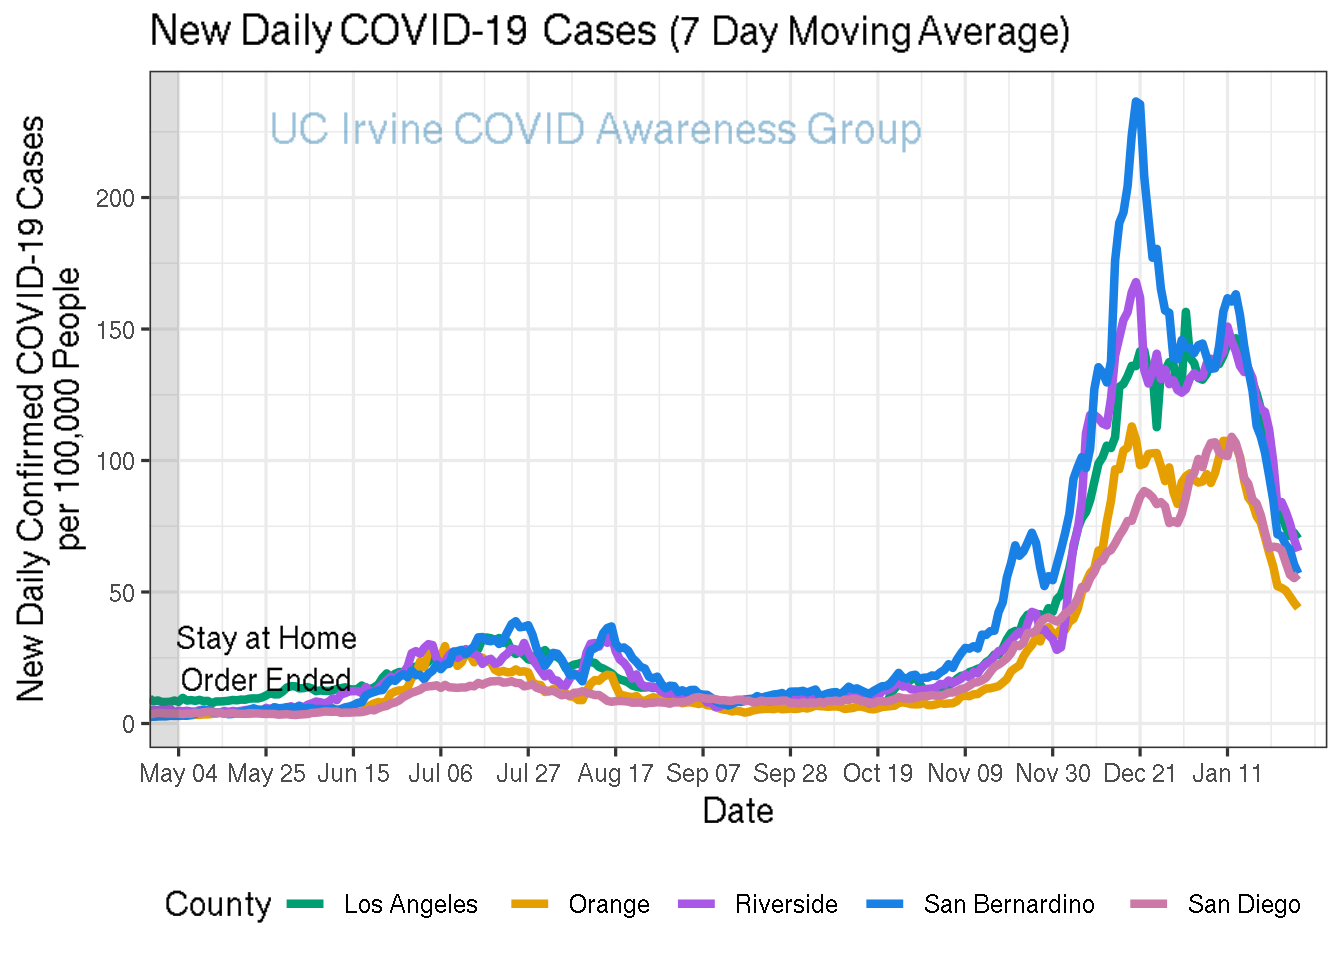 New Daily COVID-19 Cases (7 Day Moving Average)
UC Irvine COVID Awareness Group
New Daily Confirmed COVID-19 Cases
per 100,000 People
200
150
100
50
0
Stay at Home
Order Ended
May 04 May 25 Jun 15 Jul 06 Jul 27 Aug 17 Sep 07 Sep 28 Oct 19 Nov 09 Nov 30 Dec 21 Jan 11
Date
County Los Angeles Orange Riverside San Bernardino San Diego